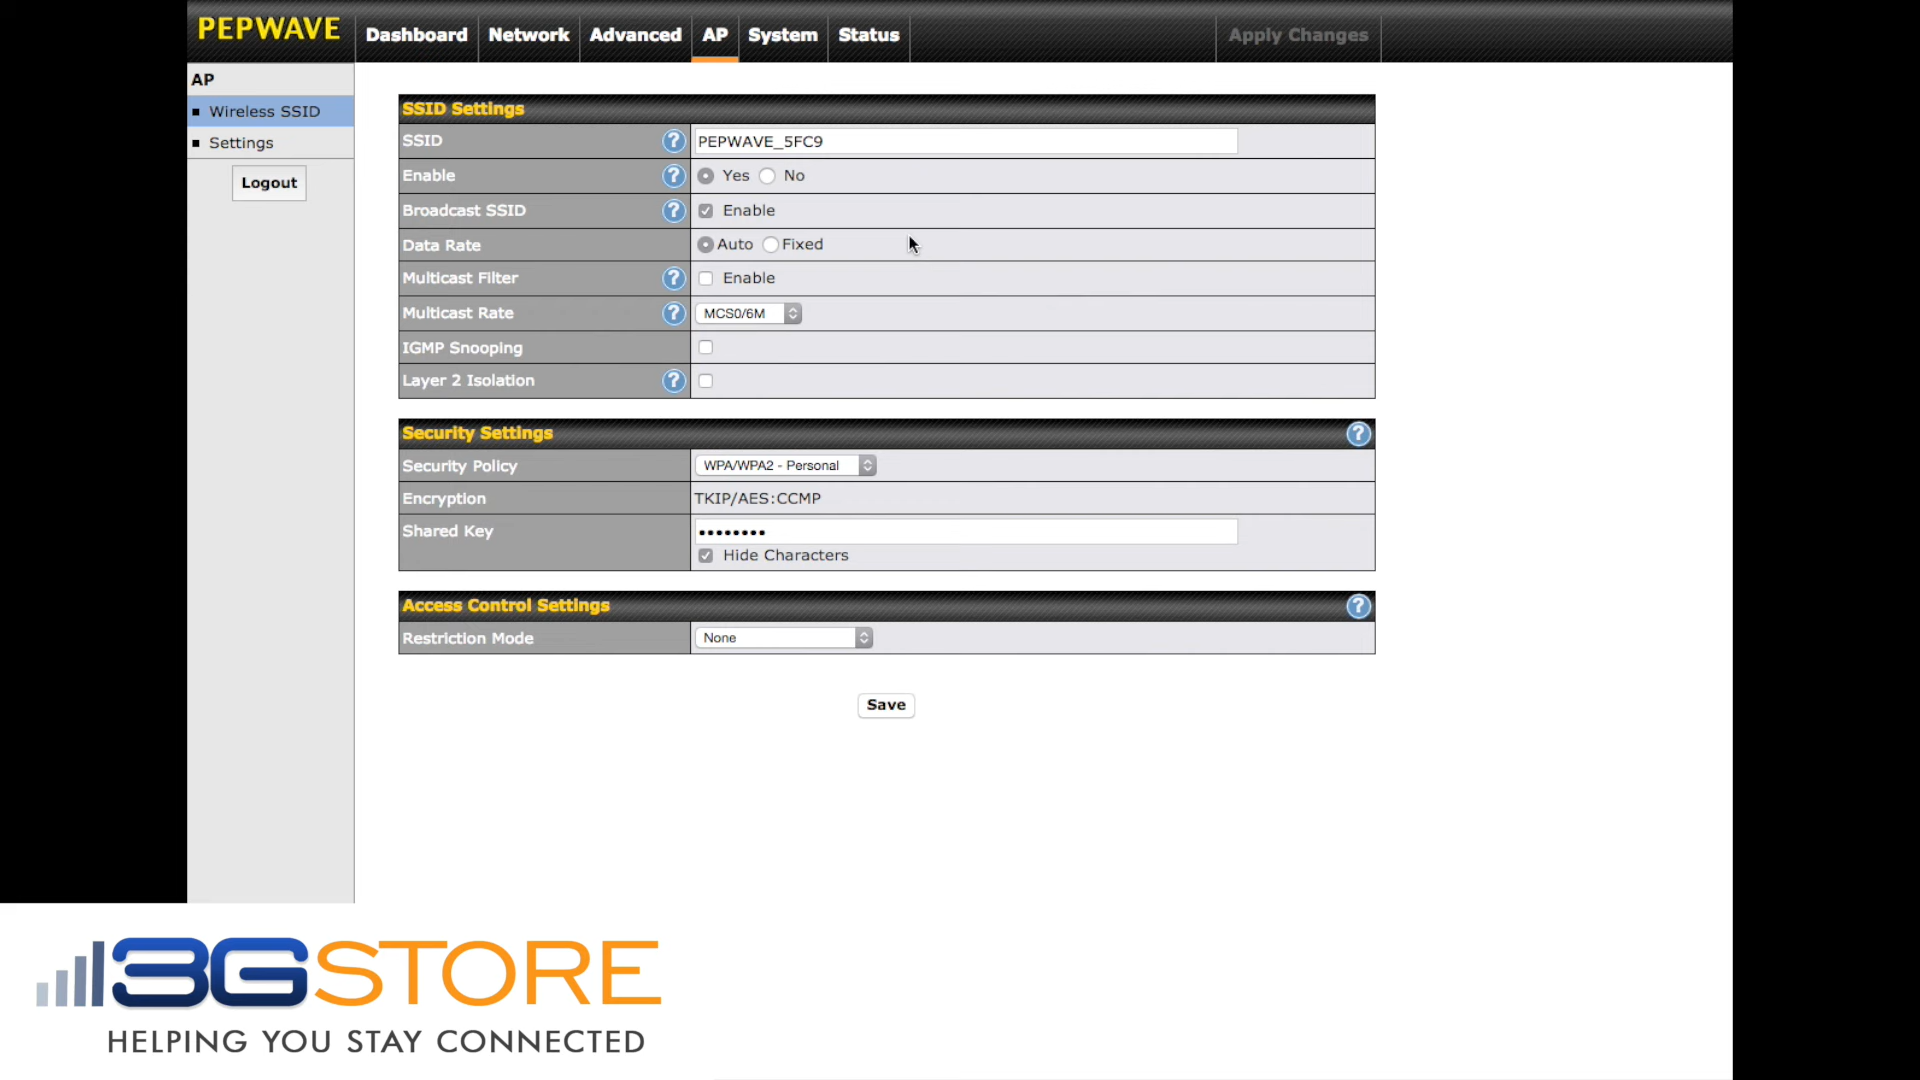 PEPWAVE Dashboard Network Advanced AP System Status Apply Changes
AP
Wireless SSID
Settings
Logout
SSID Settings
SSID ? PEPWAVE_5FC9
Enable ? Yes No
Broadcast SSID ? Enable
Data Rate Auto Fixed
Multicast Filter ? Enable
Multicast Rate ? MCS0/6M
IGMP Snooping
Layer 2 Isolation ?
Security Settings ?
Security Policy WPA/WPA2 - Personal
Encryption TKIP/AES:CCMP
Shared Key ••••••••
Hide Characters
Access Control Settings ?
Restriction Mode None
Save
3GSTORE
HELPING YOU STAY CONNECTED